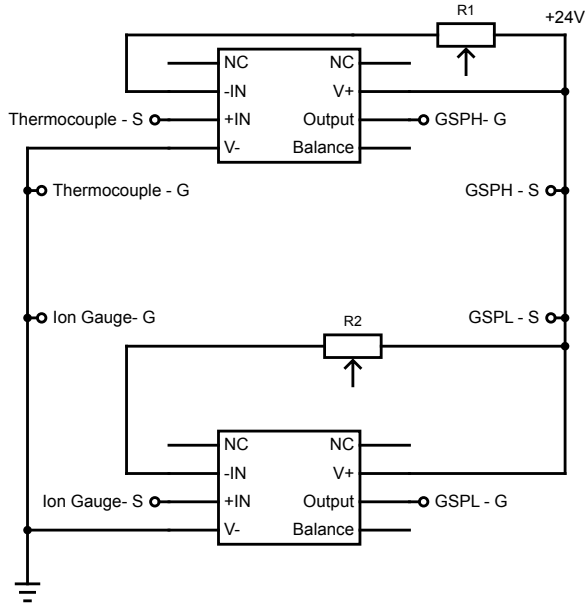 R1
+24V
NC
NC
-IN
V+
Thermocouple - S
+IN
Output
GSPH- G
V-
Balance
Thermocouple - G
GSPH - S
Ion Gauge- G
GSPL - S
R2
NC
NC
-IN
V+
Ion Gauge- S
+IN
Output
GSPL - G
V-
Balance